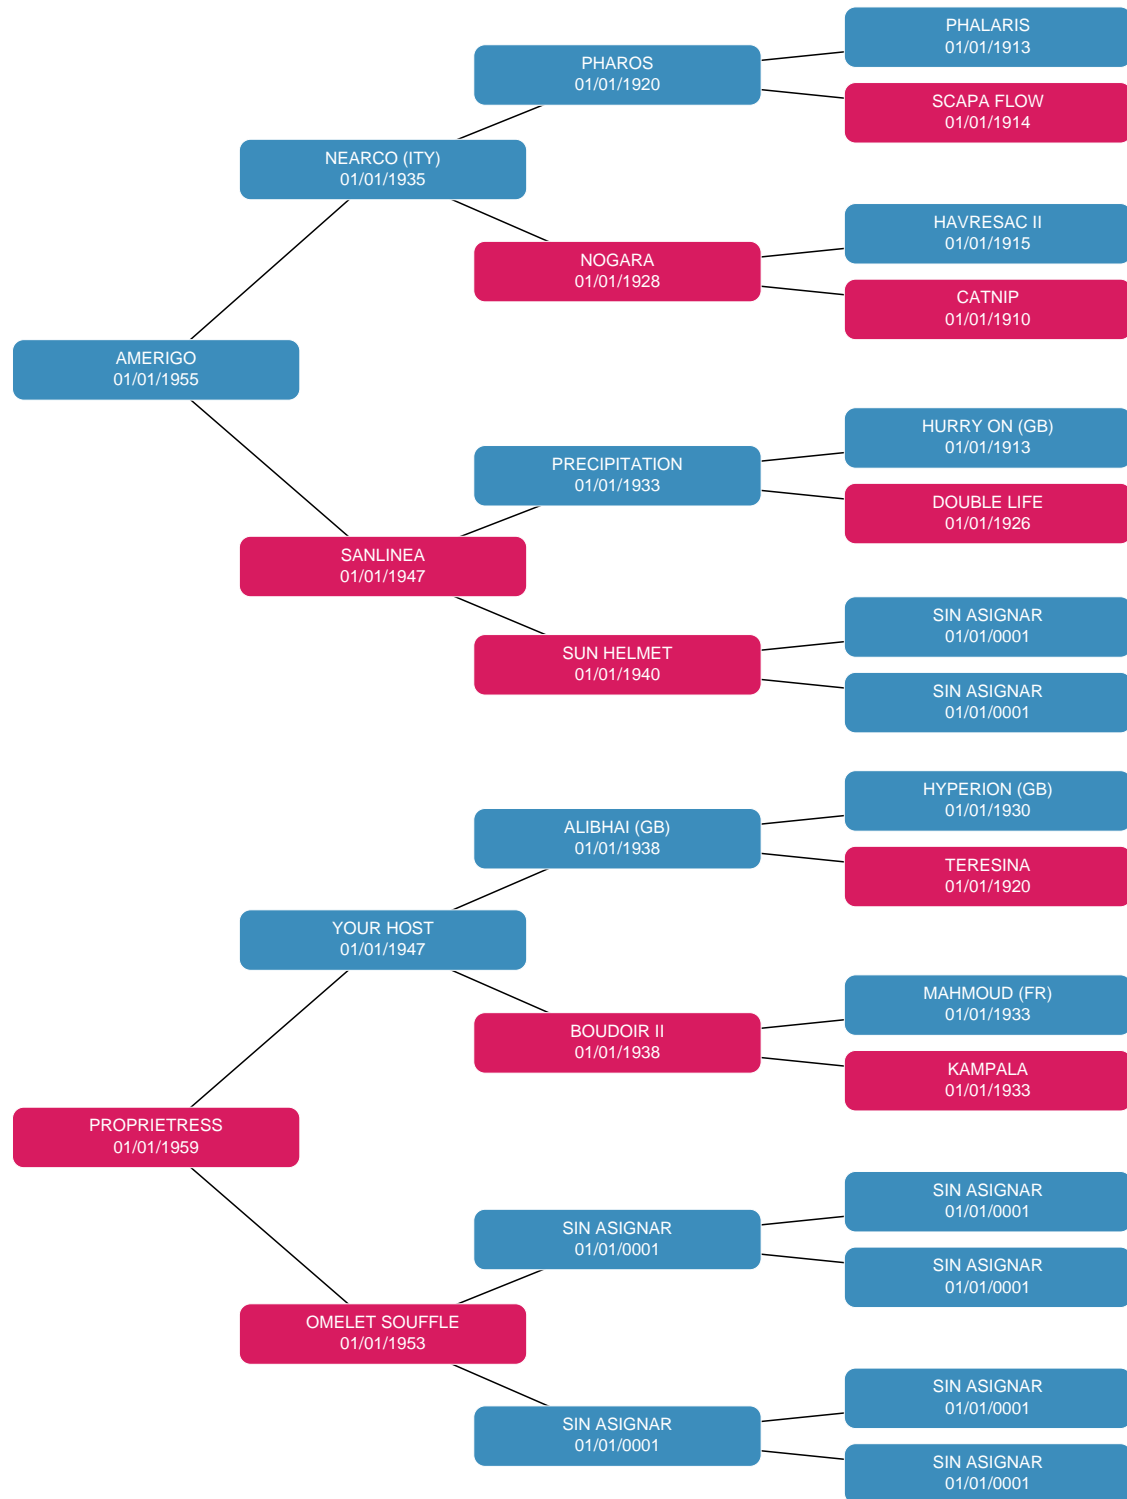 PHALARIS
01/01/1913
PHAROS
01/01/1920
SCAPA FLOW
01/01/1914
NEARCO (ITY)
01/01/1935
HAVRESAC II
01/01/1915
NOGARA
01/01/1928
CATNIP
01/01/1910
AMERIGO
01/01/1955
HURRY ON (GB)
01/01/1913
PRECIPITATION
01/01/1933
DOUBLE LIFE
01/01/1926
SANLINEA
01/01/1947
SIN ASIGNAR
01/01/0001
SUN HELMET
01/01/1940
SIN ASIGNAR
01/01/0001
HYPERION (GB)
01/01/1930
ALIBHAI (GB)
01/01/1938
TERESINA
01/01/1920
YOUR HOST
01/01/1947
MAHMOUD (FR)
01/01/1933
BOUDOIR II
01/01/1938
KAMPALA
01/01/1933
PROPRIETRESS
01/01/1959
SIN ASIGNAR
01/01/0001
SIN ASIGNAR
01/01/0001
SIN ASIGNAR
01/01/0001
OMELET SOUFFLE
01/01/1953
SIN ASIGNAR
01/01/0001
SIN ASIGNAR
01/01/0001
SIN ASIGNAR
01/01/0001